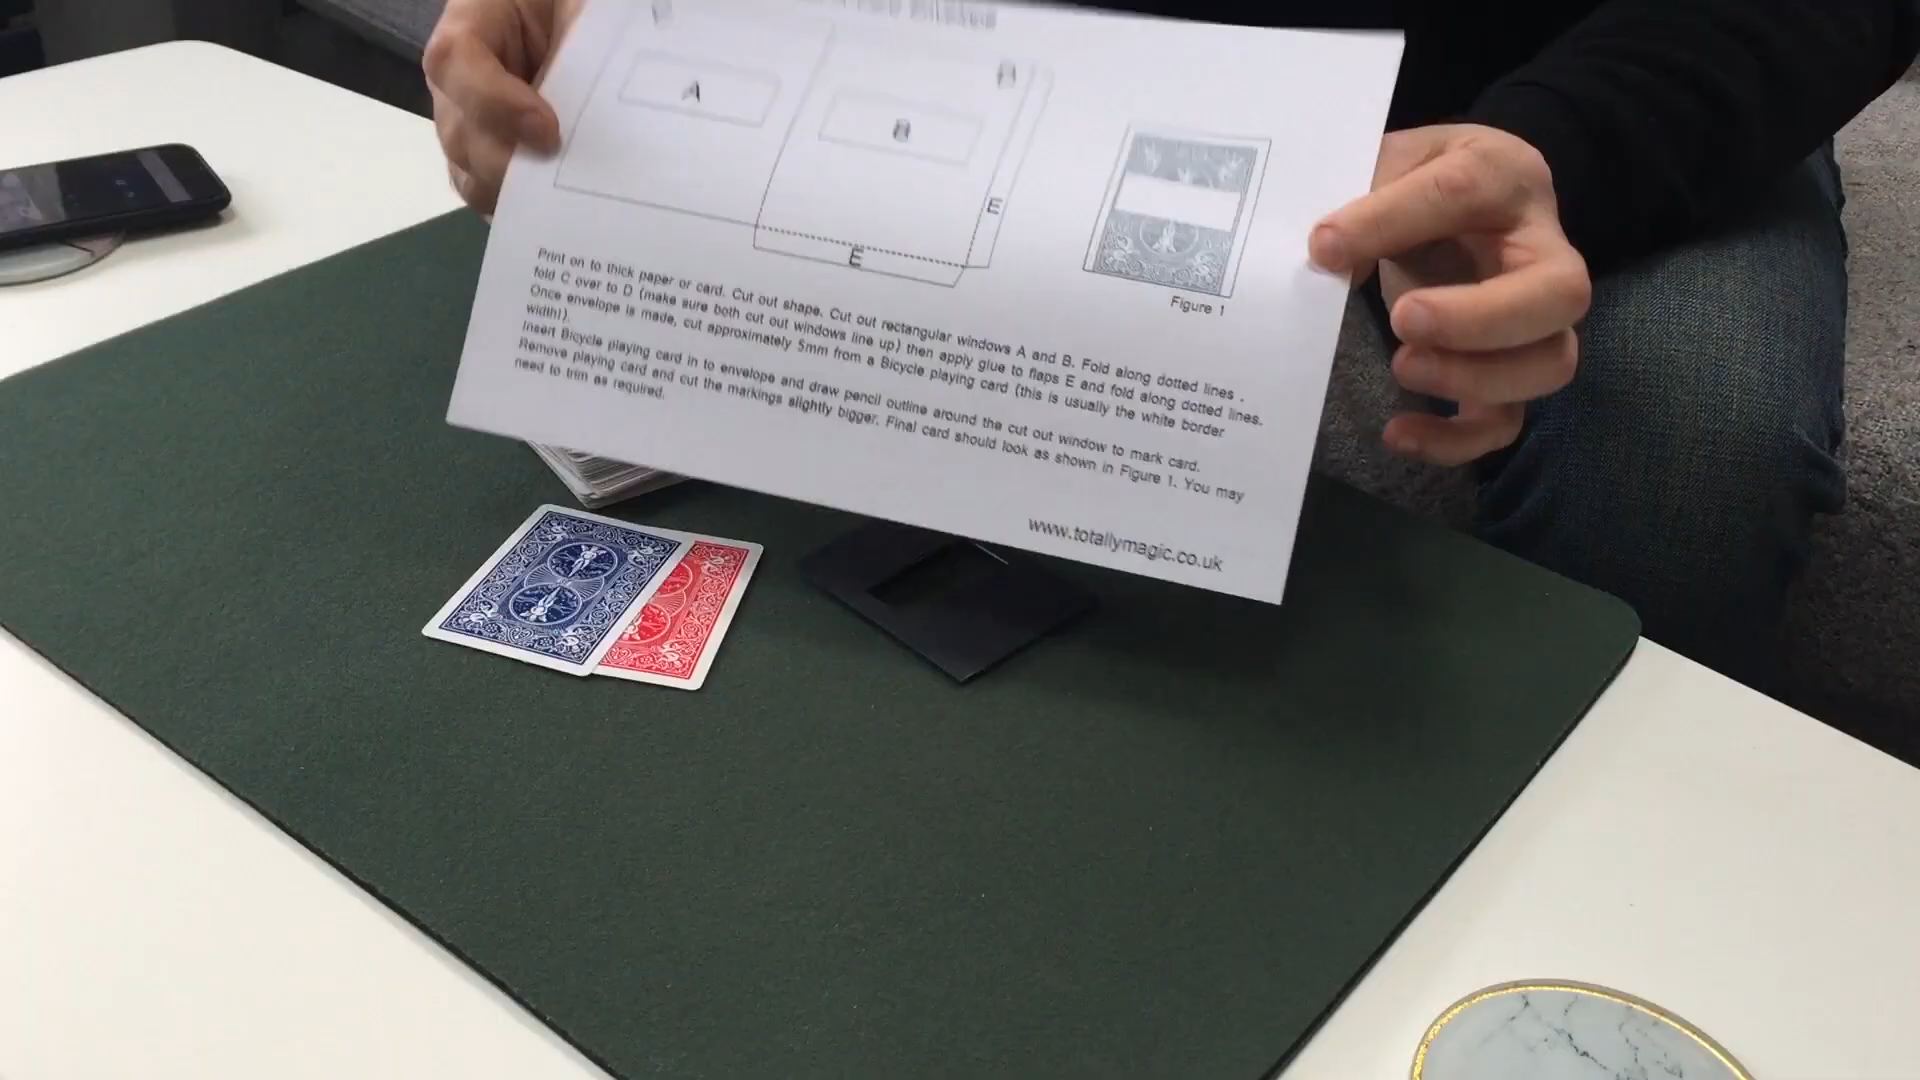 A
B
E
E
Figure 1
Print on to thick paper or card. Cut out shape. Cut out rectangular windows A and B. Fold along dotted lines .
fold C over to D (make sure both cut out windows line up) then apply glue to flaps E and fold along dotted lines.
Once envelope is made, cut approximately 5mm from a Bicycle playing card (this is usually the white border
width!).
Insert Bicycle playing card in to envelope and draw pencil outline around the cut out window to mark card.
Remove playing card and cut the markings slightly bigger. Final card should look as shown in Figure 1. You may
need to trim as required.
www.totallymagic.co.uk